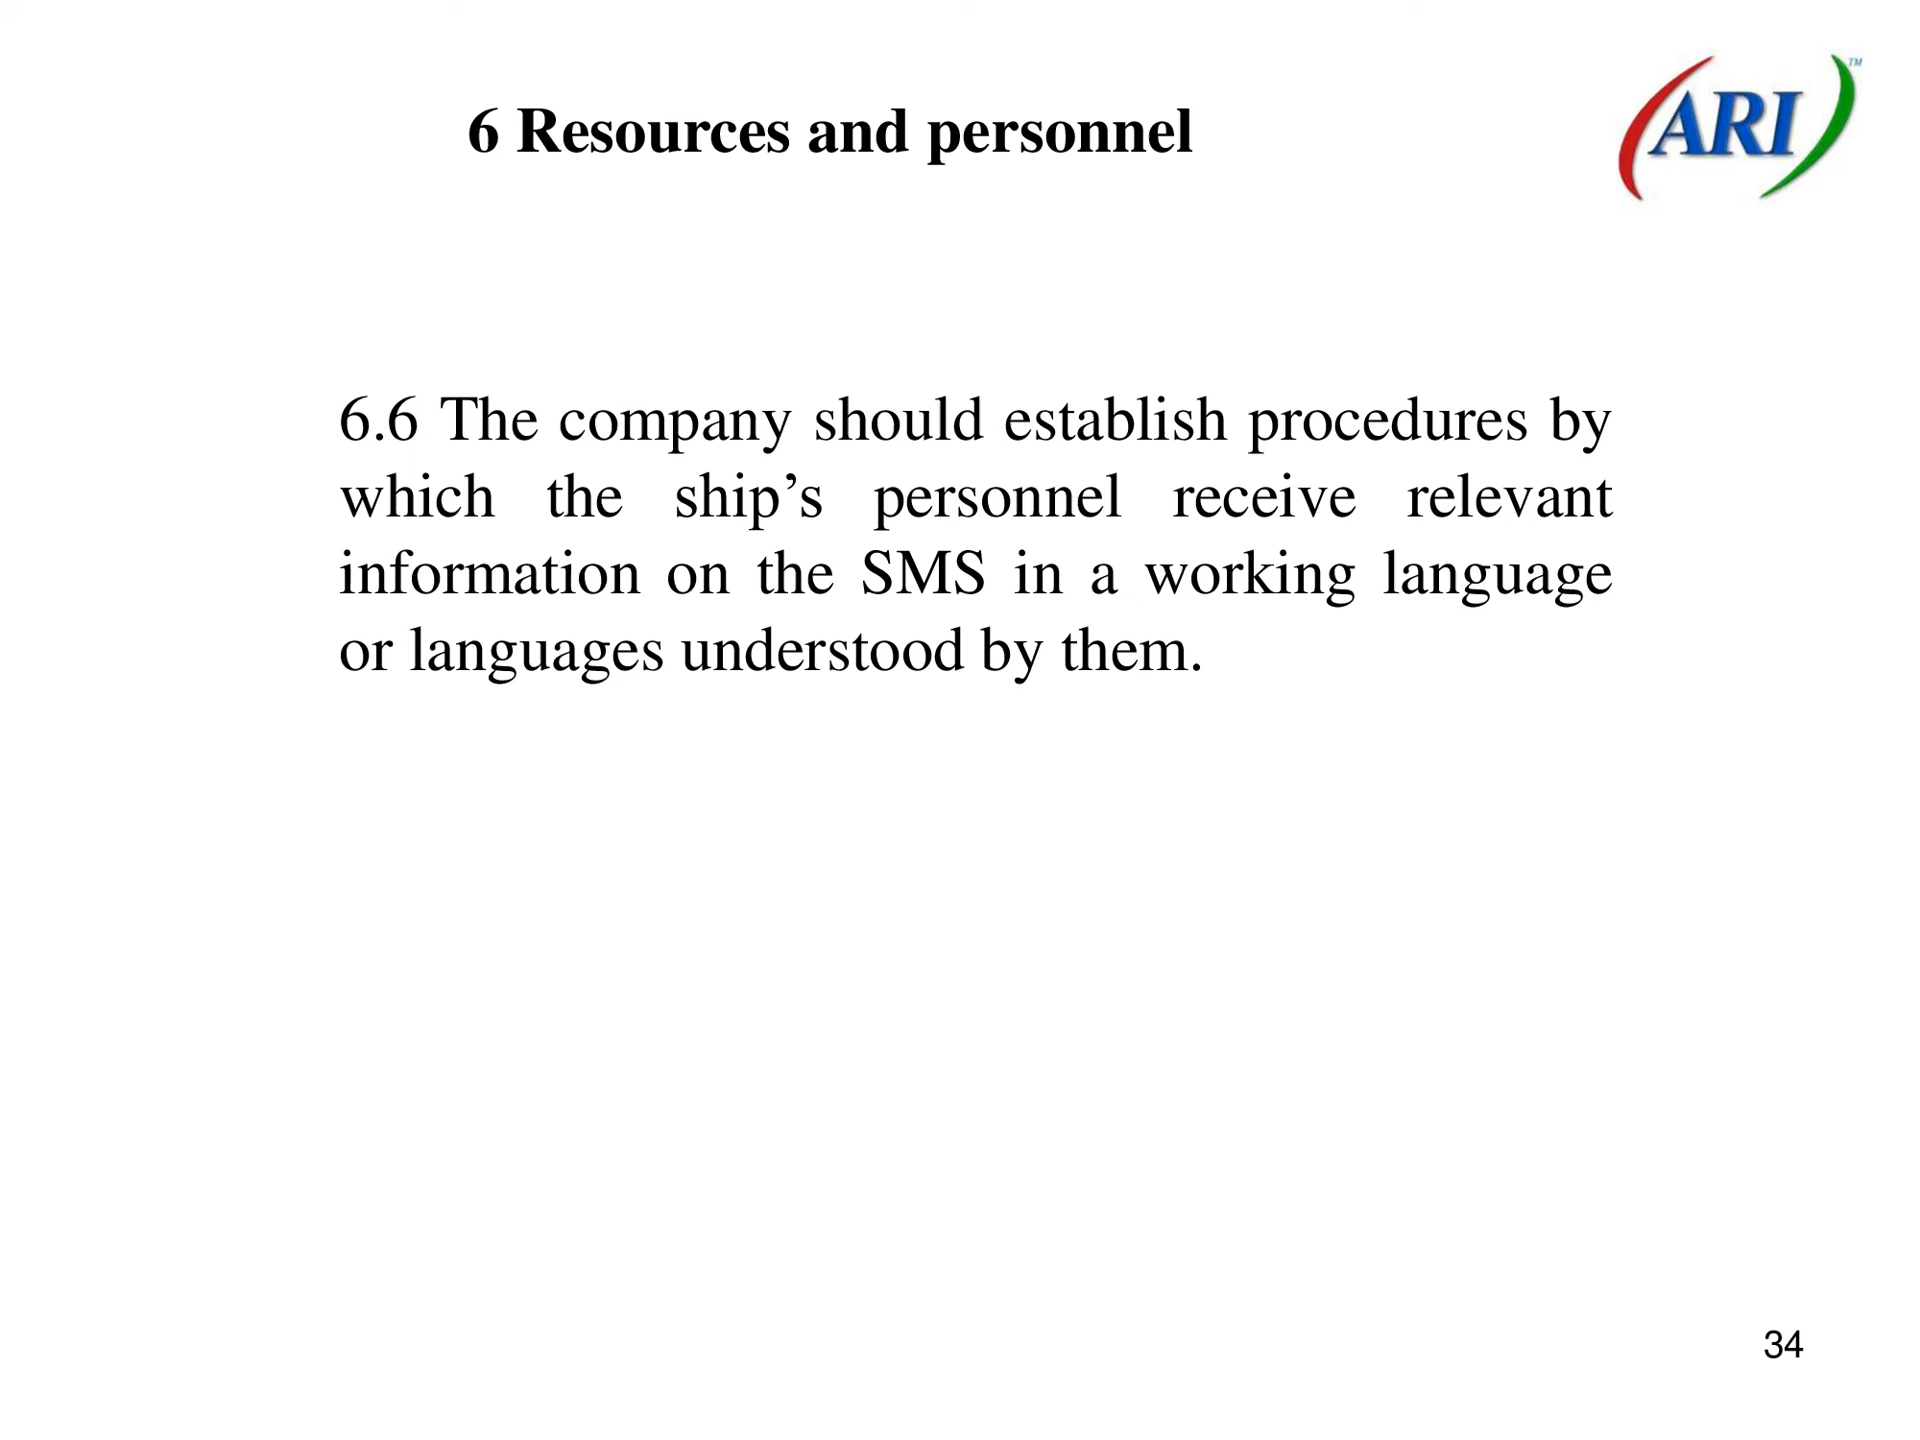 6 Resources and personnel
ARI™
6.6 The company should establish procedures by
which the ship’s personnel receive relevant
information on the SMS in a working language
or languages understood by them.
34